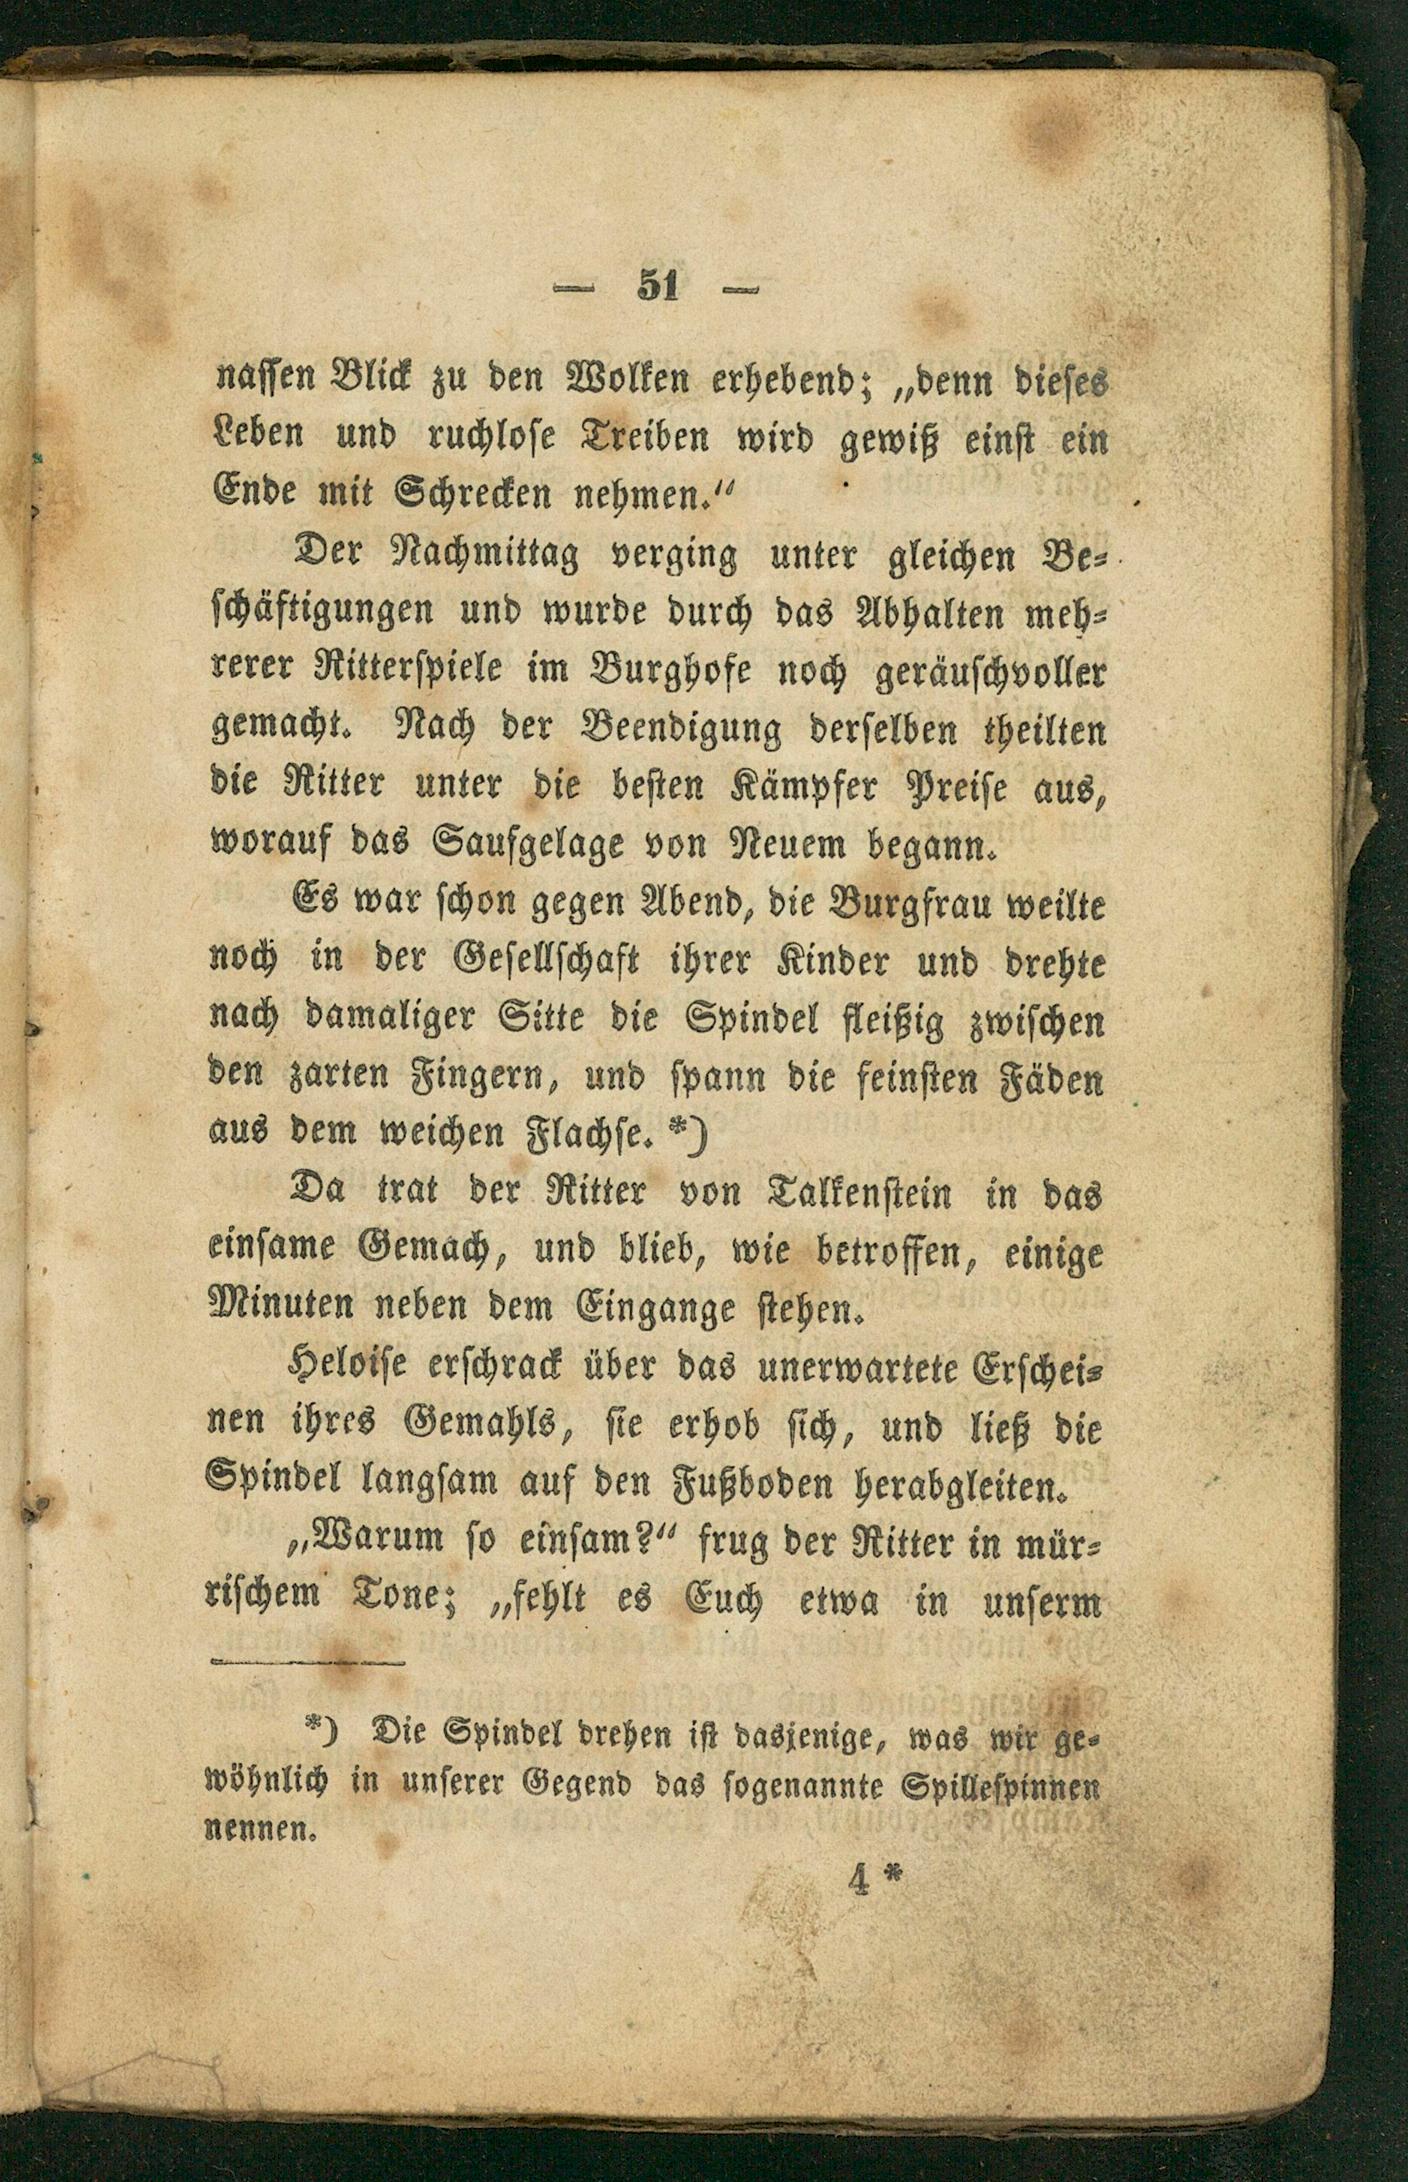 — 51 —
nassen Blick zu den Wolken erhebend; „denn dieses
Leben und ruchlose Treiben wird gewiß einst ein
Ende mit Schrecken nehmen.“
Der Nachmittag verging unter gleichen Be-
schäftigungen und wurde durch das Abhalten meh-
rerer Ritterspiele im Burghofe noch geräuschvoller
gemacht. Nach der Beendigung derselben theilten
die Ritter unter die besten Kämpfer Preise aus,
worauf das Saufgelage von Neuem begann.
Es war schon gegen Abend, die Burgfrau weilte
noch in der Gesellschaft ihrer Kinder und drehte
nach damaliger Sitte die Spindel fleißig zwischen
den zarten Fingern, und spann die feinsten Fäden
aus dem weichen Flachse. *)
Da trat der Ritter von Talkenstein in das
einsame Gemach, und blieb, wie betroffen, einige
Minuten neben dem Eingange stehen.
Heloise erschrack über das unerwartete Erschei-
nen ihres Gemahls, sie erhob sich, und ließ die
Spindel langsam auf den Fußboden herabgleiten.
„Warum so einsam?“ frug der Ritter in mür-
rischem Tone; „fehlt es Euch etwa in unserm
*) Die Spindel drehen ist dasjenige, was wir ge-
wöhnlich in unserer Gegend das sogenannte Spillespinnen
nennen.
4 *